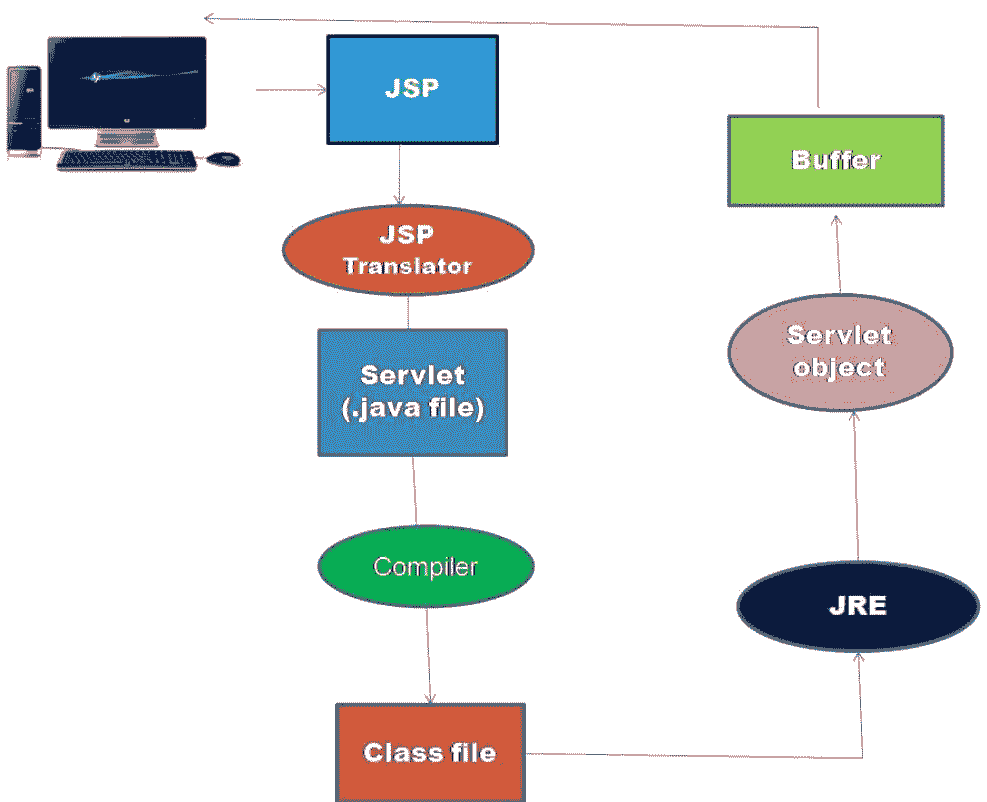 JSP
JSP
Translator
Servlet
(.java file)
Compiler
Class file
JRE
Servlet
object
Buffer